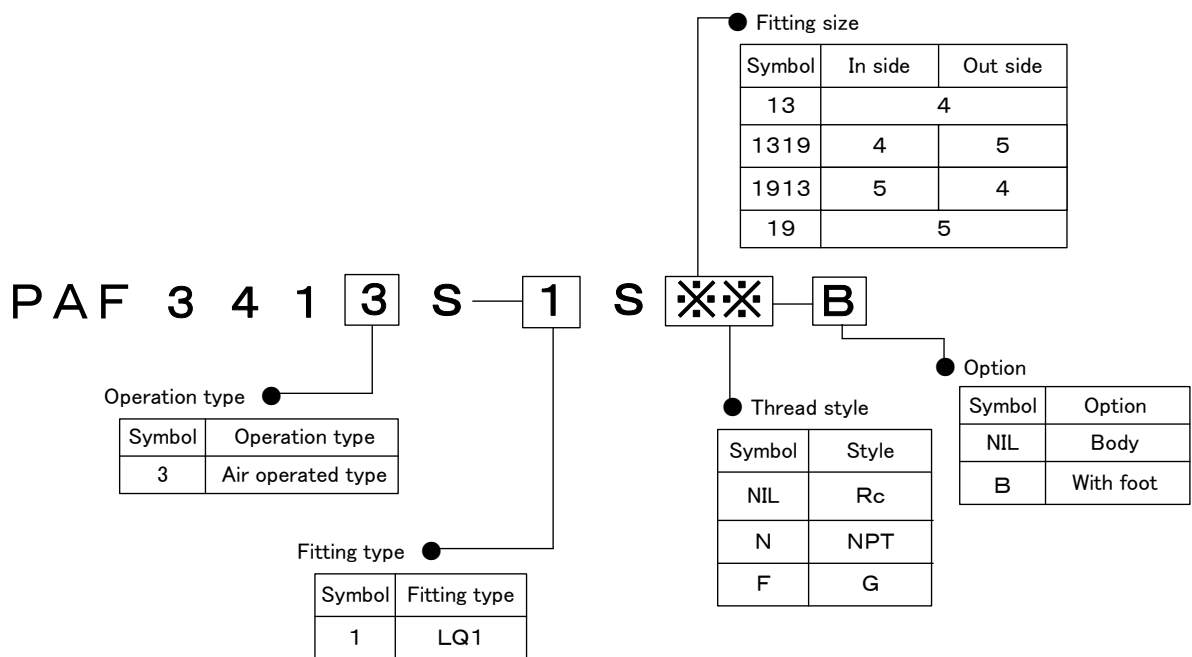 Fitting size
Symbol In side Out side
13 4
1319 4 5
1913 5 4
19 5
PAF 3 4 1 3 S — 1 S ※※ — B
Operation type
Symbol Operation type
3 Air operated type
Fitting type
Symbol Fitting type
1 LQ1
Thread style
Symbol Style
NIL Rc
N NPT
F G
Option
Symbol Option
NIL Body
B With foot